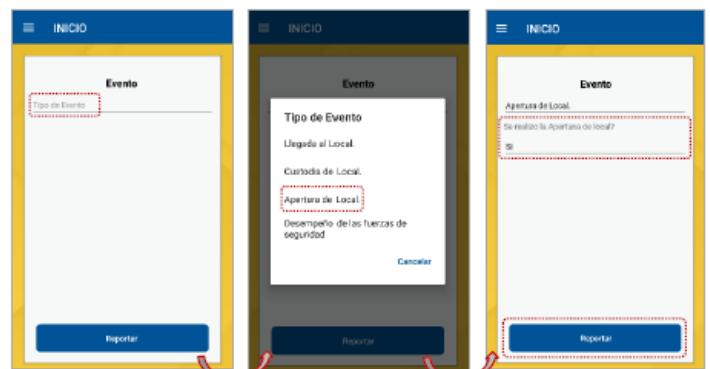 INICIO
Evento
Tipo de Evento
Reportar
INICIO
Evento
Tipo de Evento
Llegada al Local.
Custodia de Local.
Apertura de Local.
Desempeño de las fuerzas de
seguridad
Cancelar
Reportar
INICIO
Evento
Apertura de Local.
Se realizo la Apertura de local?
SI
Reportar